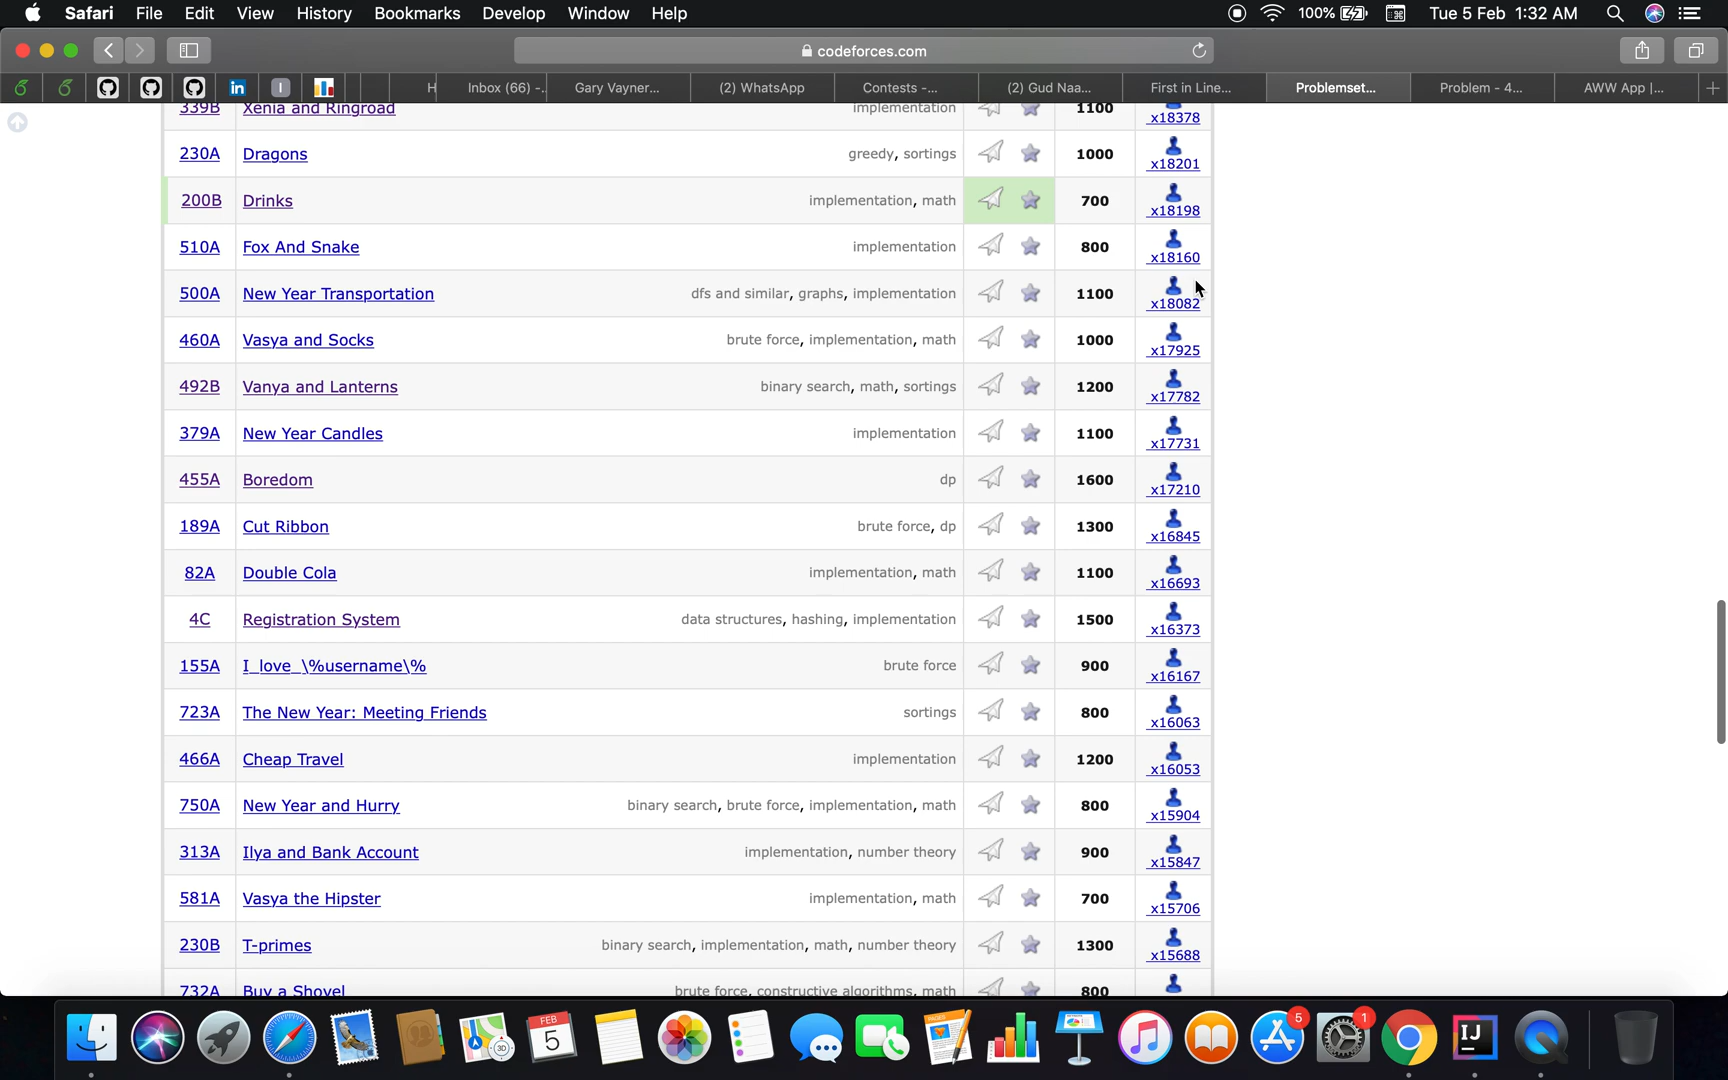 Safari File Edit View History Bookmarks Develop Window Help 100% Tue 5 Feb 1:32 AM
codeforces.com
H Inbox (66) -.. Gary Vayner... (2) WhatsApp Contests -... (2) Gud Naa... First in Line... Problemset... Problem - 4... AWW App |...
339B Xenia and Ringroad implementation 1100 x18378
230A Dragons greedy, sortings 1000 x18201
200B Drinks implementation, math 700 x18198
510A Fox And Snake implementation 800 x18160
500A New Year Transportation dfs and similar, graphs, implementation 1100 x18082
460A Vasya and Socks brute force, implementation, math 1000 x17925
492B Vanya and Lanterns binary search, math, sortings 1200 x17782
379A New Year Candles implementation 1100 x17731
455A Boredom dp 1600 x17210
189A Cut Ribbon brute force, dp 1300 x16845
82A Double Cola implementation, math 1100 x16693
4C Registration System data structures, hashing, implementation 1500 x16373
155A I_love_\%username\% brute force 900 x16167
723A The New Year: Meeting Friends sortings 800 x16063
466A Cheap Travel implementation 1200 x16053
750A New Year and Hurry binary search, brute force, implementation, math 800 x15904
313A Ilya and Bank Account implementation, number theory 900 x15847
581A Vasya the Hipster implementation, math 700 x15706
230B T-primes binary search, implementation, math, number theory 1300 x15688
732A Buy a Shovel brute force, constructive algorithms, math 800
FEB
5
PAGES
5
1
IJ